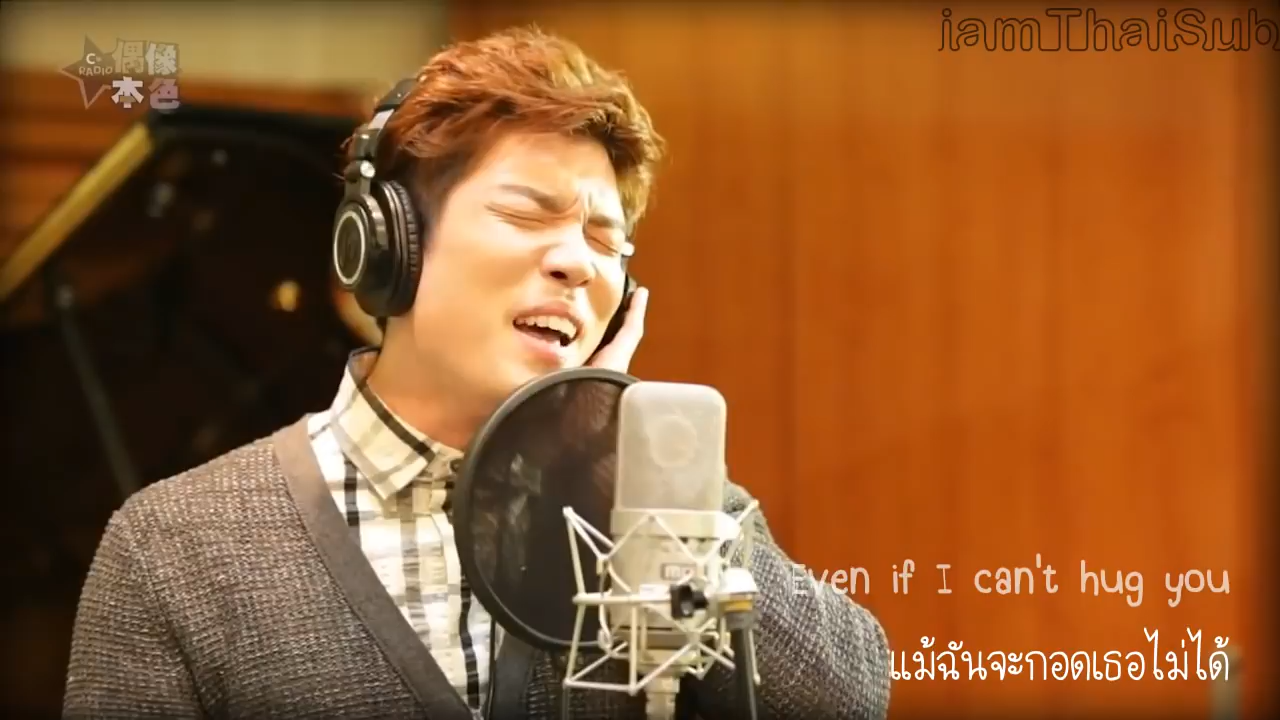 iamThaiSub
C-
RADIO
偶像
本色
Even if I can't hug you
แม้ฉันจะกอดเธอไม่ได้